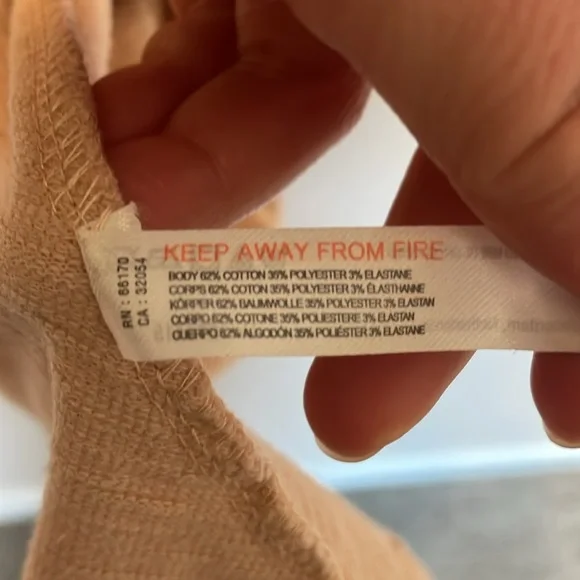 KEEP AWAY FROM FIRE
BODY 62% COTTON 35% POLYESTER 3% ELASTANE
CORPS 62% COTON 35% POLYESTER 3% ÉLASTHANNE
KÖRPER 62% BAUMWOLLE 35% POLYESTER 3% ELASTAN
CORPO 62% COTONE 35% POLIESTERE 3% ELASTAN
CUERPO 62% ALGODÓN 35% POLIÉSTER 3% ELASTANE
RN : 66170
CA : 32054